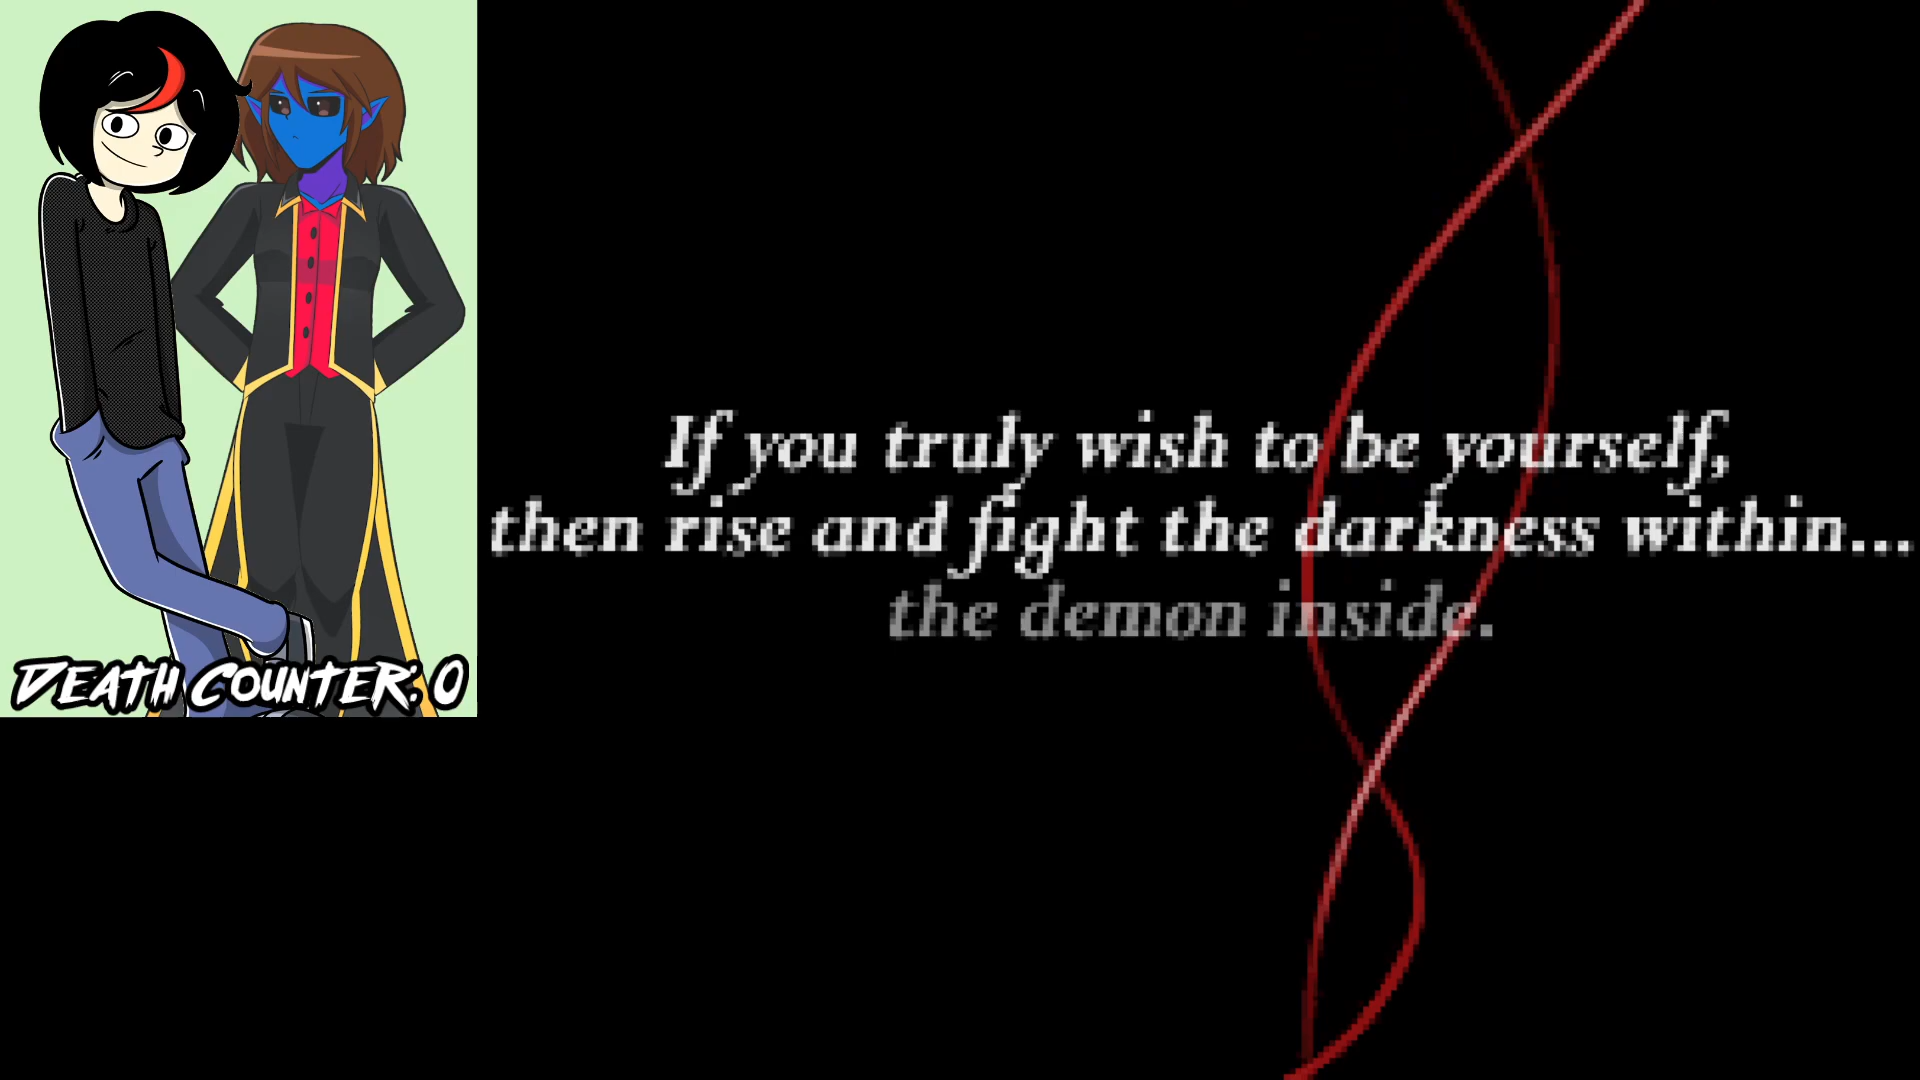 If you truly wish to be yourself,
then rise and fight the darkness within...
the demon inside.
DEATH COUNTER: 0